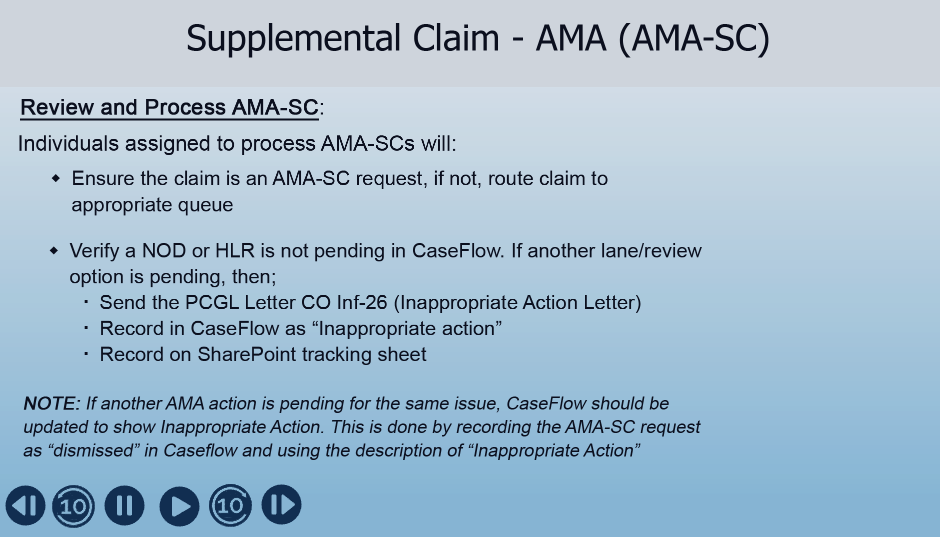 Supplemental Claim - AMA (AMA-SC)
Review and Process AMA-SC:
Individuals assigned to process AMA-SCs will:
Ensure the claim is an AMA-SC request, if not, route claim to
appropriate queue
Verify a NOD or HLR is not pending in CaseFlow. If another lane/review
option is pending, then;
Send the PCGL Letter CO Inf-26 (Inappropriate Action Letter)
Record in CaseFlow as “Inappropriate action”
Record on SharePoint tracking sheet
NOTE: If another AMA action is pending for the same issue, CaseFlow should be
updated to show Inappropriate Action. This is done by recording the AMA-SC request
as “dismissed” in Caseflow and using the description of “Inappropriate Action”
10 10